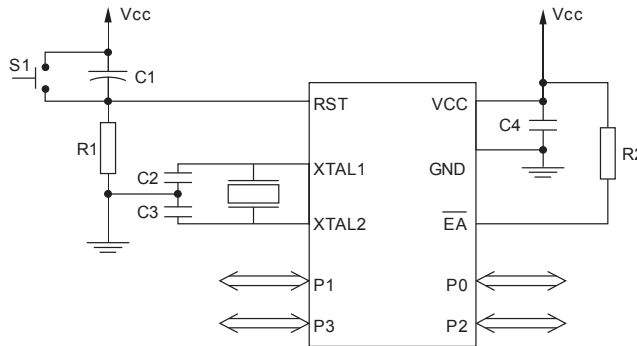 Vcc
Vcc
S1
C1
RST
VCC
C4
R1
R2
C2
XTAL1
GND
C3
XTAL2
EA
P1
P0
P3
P2